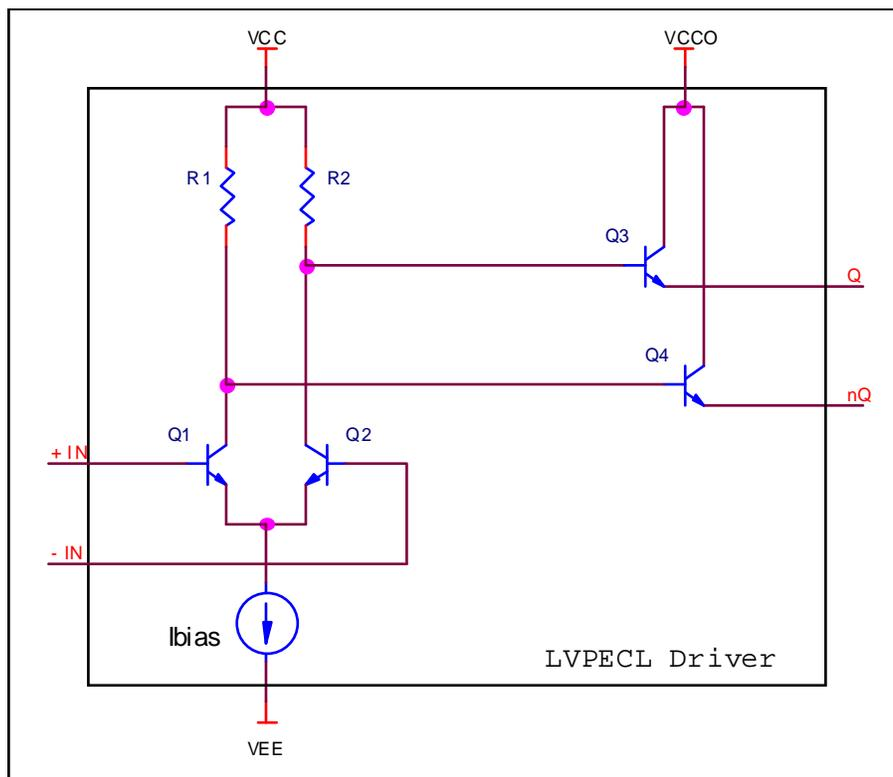 VCC
VCCO
R1
R2
Q3
Q
Q4
nQ
Q1
Q2
+ IN
- IN
Ibias
LVPECL Driver
VEE